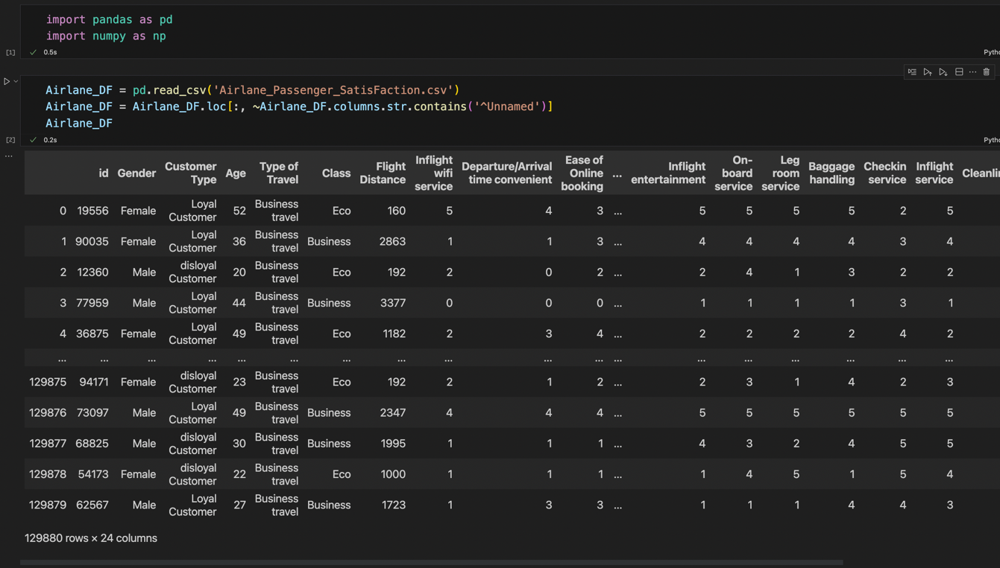 import pandas as pd
import numpy as np
[1] 0.5s Pytho
Airlane_DF = pd.read_csv('Airlane_Passenger_SatisFaction.csv')
Airlane_DF = Airlane_DF.loc[:, ~Airlane_DF.columns.str.contains('^Unnamed')]
Airlane_DF
[2] 0.2s Pytho
... id Gender Customer Type Age Type of Travel Class Flight Distance Inflight wifi service Departure/Arrival time convenient Ease of Online booking ... Inflight entertainment On-board service Leg room service Baggage handling Checkin service Inflight service Cleanlin
0 19556 Female Loyal Customer 52 Business travel Eco 160 5 4 3 ... 5 5 5 5 2 5
1 90035 Female Loyal Customer 36 Business travel Business 2863 1 1 3 ... 4 4 4 4 3 4
2 12360 Male disloyal Customer 20 Business travel Eco 192 2 0 2 ... 2 4 1 3 2 2
3 77959 Male Loyal Customer 44 Business travel Business 3377 0 0 0 ... 1 1 1 1 3 1
4 36875 Female Loyal Customer 49 Business travel Eco 1182 2 3 4 ... 2 2 2 2 4 2
... ... ... ... ... ... ... ... ... ... ... ... ... ... ... ... ... ...
129875 94171 Female disloyal Customer 23 Business travel Eco 192 2 1 2 ... 2 3 1 4 2 3
129876 73097 Male Loyal Customer 49 Business travel Business 2347 4 4 4 ... 5 5 5 5 5 5
129877 68825 Male disloyal Customer 30 Business travel Business 1995 1 1 1 ... 4 3 2 4 5 5
129878 54173 Female disloyal Customer 22 Business travel Eco 1000 1 1 1 ... 1 4 5 1 5 4
129879 62567 Male Loyal Customer 27 Business travel Business 1723 1 3 3 ... 1 1 1 4 4 3
129880 rows × 24 columns